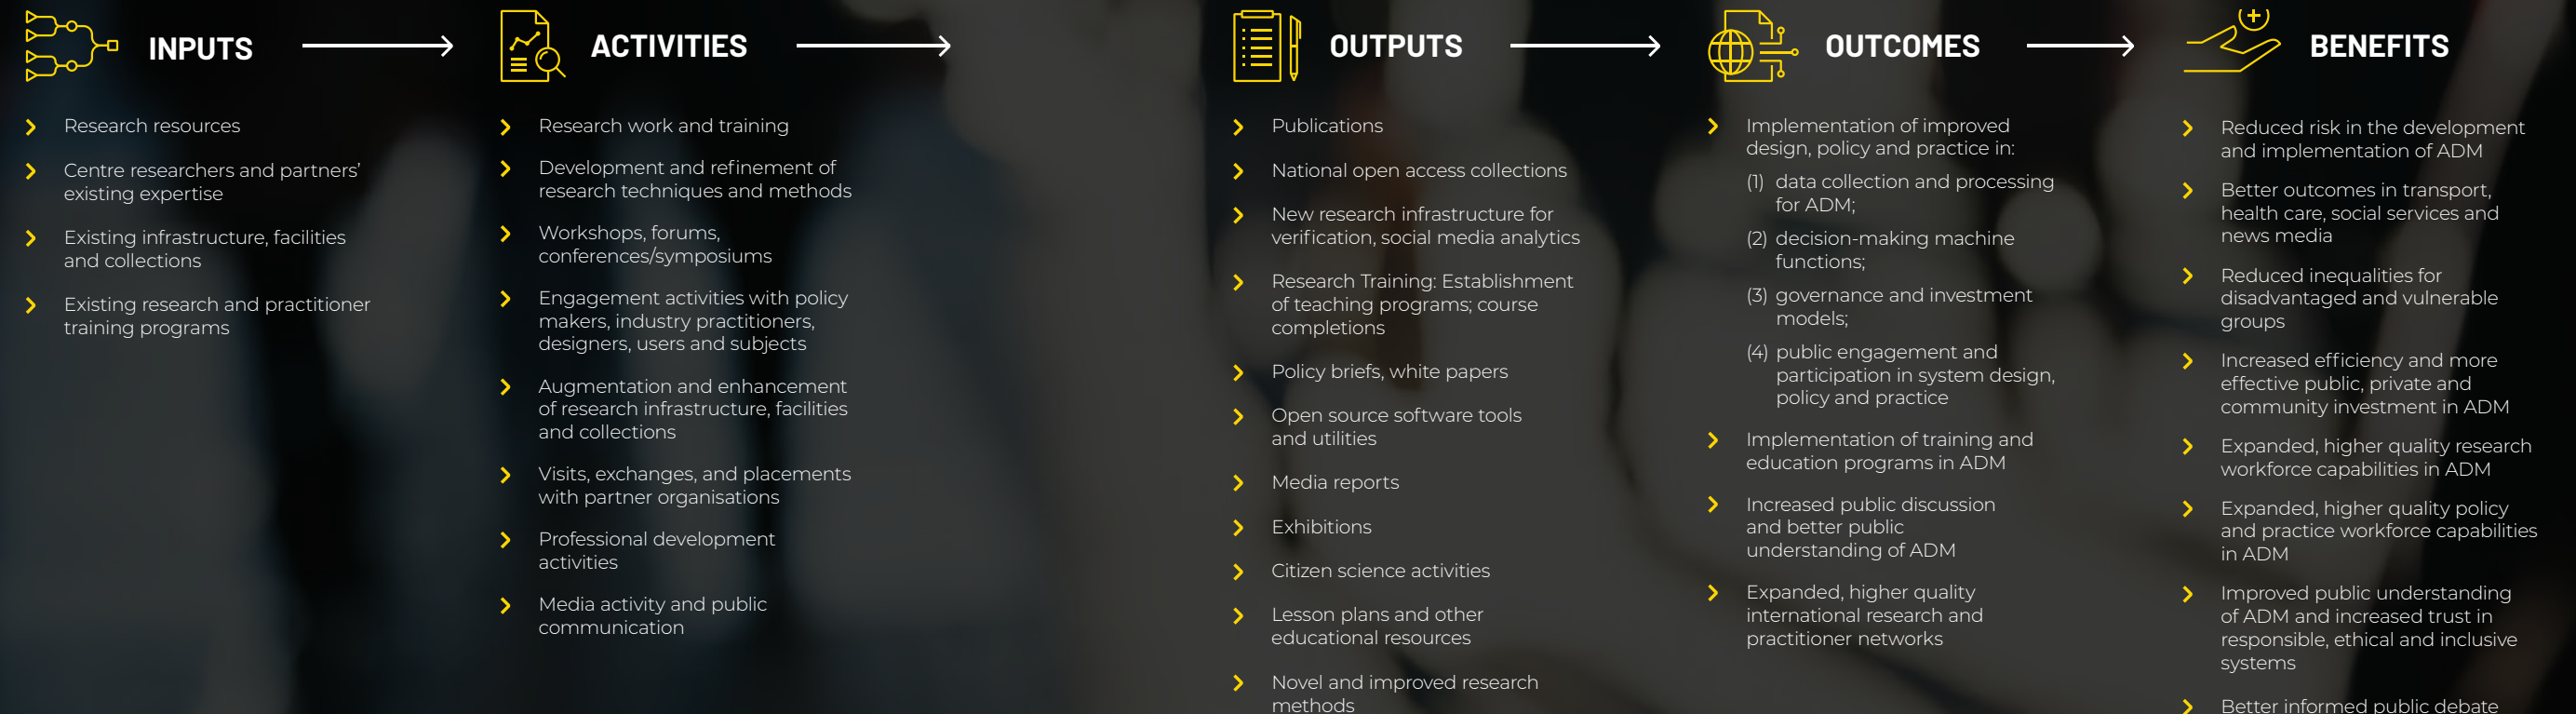 INPUTS
Research resources
Centre researchers and partners’
existing expertise
Existing infrastructure, facilities
and collections
Existing research and practitioner
training programs
ACTIVITIES
Research work and training
Development and refinement of
research techniques and methods
Workshops, forums,
conferences/symposiums
Engagement activities with policy
makers, industry practitioners,
designers, users and subjects
Augmentation and enhancement
of research infrastructure, facilities
and collections
Visits, exchanges, and placements
with partner organisations
Professional development
activities
Media activity and public
communication
OUTPUTS
Publications
National open access collections
New research infrastructure for
verification, social media analytics
Research Training: Establishment
of teaching programs; course
completions
Policy briefs, white papers
Open source software tools
and utilities
Media reports
Exhibitions
Citizen science activities
Lesson plans and other
educational resources
Novel and improved research
methods
OUTCOMES
Implementation of improved
design, policy and practice in:
(1) data collection and processing
for ADM;
(2) decision-making machine
functions;
(3) governance and investment
models;
(4) public engagement and
participation in system design,
policy and practice
Implementation of training and
education programs in ADM
Increased public discussion
and better public
understanding of ADM
Expanded, higher quality
international research and
practitioner networks
BENEFITS
Reduced risk in the development
and implementation of ADM
Better outcomes in transport,
health care, social services and
news media
Reduced inequalities for
disadvantaged and vulnerable
groups
Increased efficiency and more
effective public, private and
community investment in ADM
Expanded, higher quality research
workforce capabilities in ADM
Expanded, higher quality policy
and practice workforce capabilities
in ADM
Improved public understanding
of ADM and increased trust in
responsible, ethical and inclusive
systems
Better informed public debate